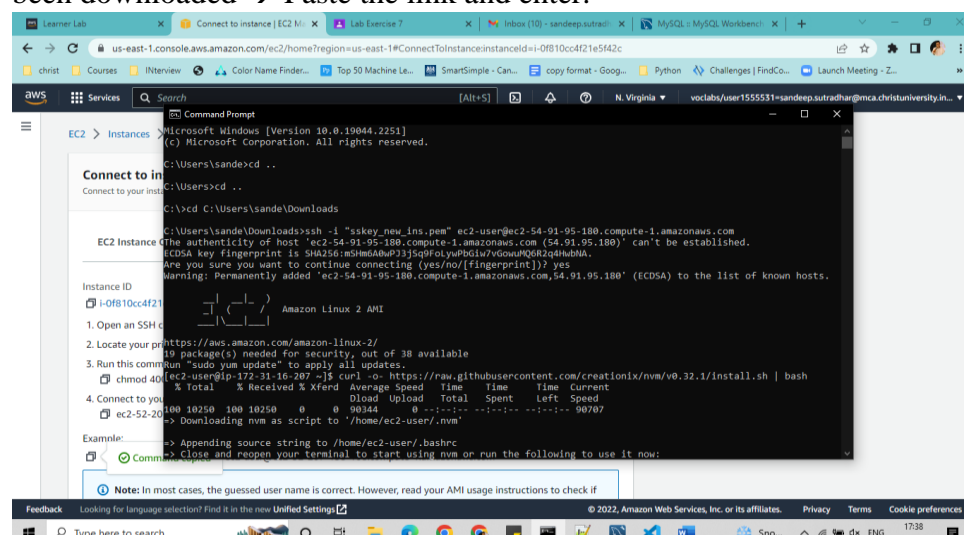 been downloaded → Paste the link and enter.
Learner Lab
Connect to instance | EC2 M
Lab Exercise 7
Inbox (10) - sandeep.sutradh
MySQL :: MySQL Workbench
us-east-1.console.aws.amazon.com/ec2/home?region=us-east-1#ConnectToInstance:instanceId=i-0f810cc4f21e5f42c
christ Courses INterview Color Name Finder... Top 50 Machine Le... SmartSimple - Can... copy format - Goog... Python Challenges | FindCo... Launch Meeting - Z...
aws Services Search [Alt+S] N. Virginia voclabs/user1555531=sandeep.sutradhar@mca.christuniversity.in...
EC2 > Instances >
Connect to in
Connect to your inst
EC2 Instance C
Instance ID
i-0f810cc4f21
1. Open an SSH c
2. Locate your pri
3. Run this comm
chmod 40
4. Connect to you
ec2-52-20
Example:
Comm
Command Prompt
Microsoft Windows [Version 10.0.19044.2251]
(c) Microsoft Corporation. All rights reserved.
C:\Users\sande>cd ..
C:\Users>cd ..
C:\>cd C:\Users\sande\Downloads
C:\Users\sande\Downloads>ssh -i "sskey_new_ins.pem" ec2-user@ec2-54-91-95-180.compute-1.amazonaws.com
The authenticity of host 'ec2-54-91-95-180.compute-1.amazonaws.com (54.91.95.180)' can't be established.
ECDSA key fingerprint is SHA256:mSHm6A0wPJ3jSq9FoLywPbGiw7vGowuMQ6R2q4HwbNA.
Are you sure you want to continue connecting (yes/no/[fingerprint])? yes
Warning: Permanently added 'ec2-54-91-95-180.compute-1.amazonaws.com,54.91.95.180' (ECDSA) to the list of known hosts.
__| __|_ )
_| ( / Amazon Linux 2 AMI
___|\___|___|
https://aws.amazon.com/amazon-linux-2/
19 package(s) needed for security, out of 38 available
Run "sudo yum update" to apply all updates.
[ec2-user@ip-172-31-16-207 ~]$ curl -o- https://raw.githubusercontent.com/creationix/nvm/v0.32.1/install.sh | bash
% Total % Received % Xferd Average Speed Time Time Time Current
Dload Upload Total Spent Left Speed
100 10250 100 10250 0 0 90344 0 --:--:-- --:--:-- --:--:-- 90707
=> Downloading nvm as script to '/home/ec2-user/.nvm'
=> Appending source string to /home/ec2-user/.bashrc
=> Close and reopen your terminal to start using nvm or run the following to use it now:
Note: In most cases, the guessed user name is correct. However, read your AMI usage instructions to check if
Feedback Looking for language selection? Find it in the new Unified Settings © 2022, Amazon Web Services, Inc. or its affiliates. Privacy Terms Cookie preferences
Type here to search
ENG
17:38